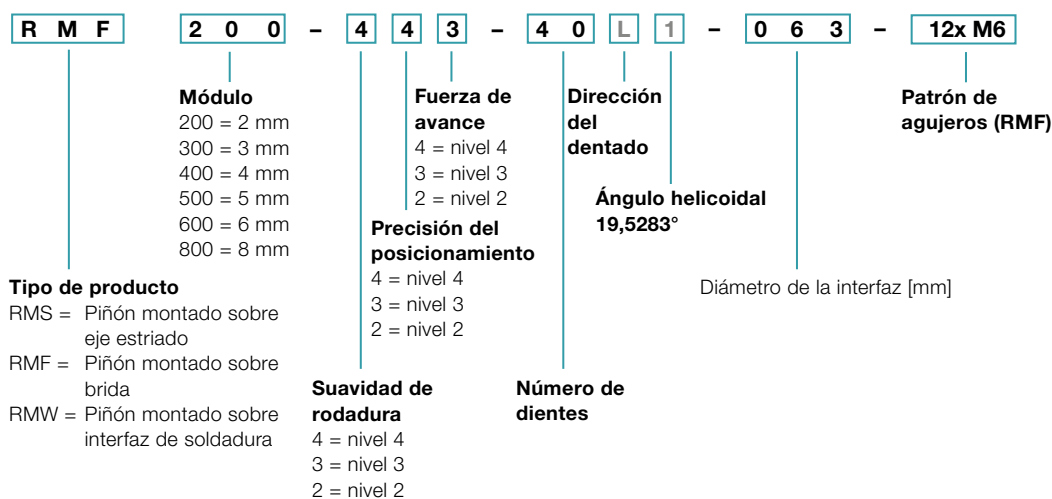 R M F 2 0 0 – 4 4 3 – 4 0 L 1 – 0 6 3 – 12x M6
Módulo
200 = 2 mm
300 = 3 mm
400 = 4 mm
500 = 5 mm
600 = 6 mm
800 = 8 mm
Fuerza de
avance
4 = nivel 4
3 = nivel 3
2 = nivel 2
Dirección
del
dentado
Patrón de
agujeros (RMF)
Ángulo helicoidal
19,5283°
Precisión del
posicionamiento
4 = nivel 4
3 = nivel 3
2 = nivel 2
Tipo de producto
RMS = Piñón montado sobre
eje estriado
RMF = Piñón montado sobre
brida
RMW = Piñón montado sobre
interfaz de soldadura
Diámetro de la interfaz [mm]
Suavidad de
rodadura
4 = nivel 4
3 = nivel 3
2 = nivel 2
Número de
dientes